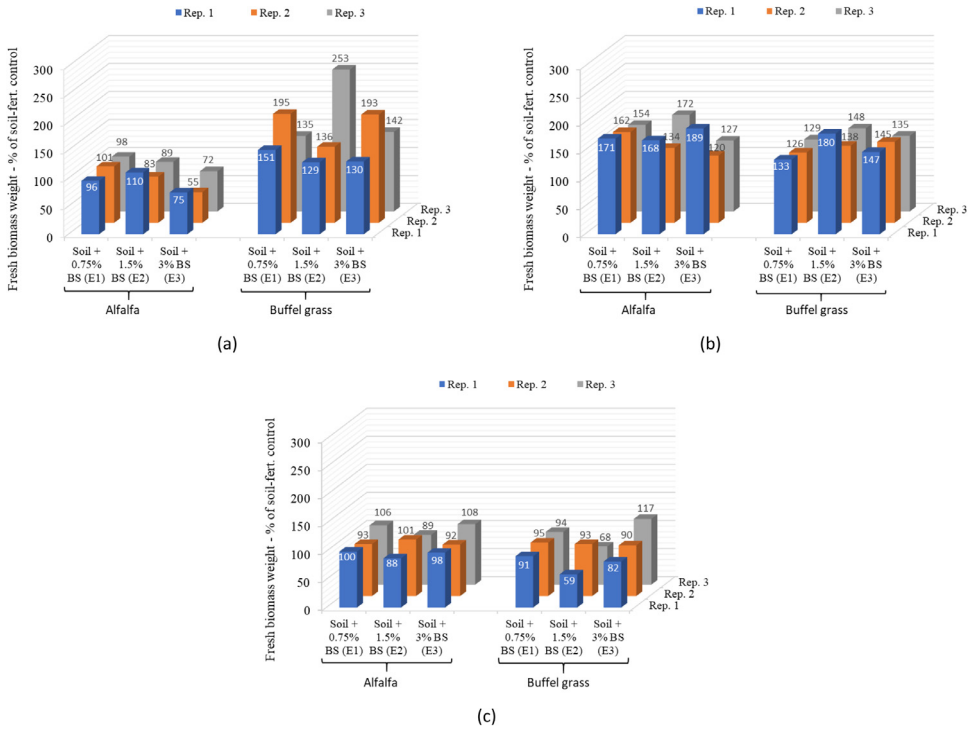 Rep. 1 Rep. 2 Rep. 3
Fresh biomass weight - % of soil-fert. control
300
250
200
150
100
50
0
98 89 72 135 253 142
101 83 55 195 136 193
96 110 75 151 129 130
Rep. 3
Rep. 2
Rep. 1
Soil + Soil + Soil + Soil + Soil + Soil +
0.75% 1.5% 3% BS 0.75% 1.5% 3% BS
BS (E1) BS (E2) (E3) BS (E1) BS (E2) (E3)
Alfalfa Buffel grass
(a)
Rep. 1 Rep. 2 Rep. 3
Fresh biomass weight - % of soil-fert. control
300
250
200
150
100
50
0
154 172 127 129 148 135
162 134 120 126 138 145
171 168 189 133 180 147
Rep. 3
Rep. 2
Rep. 1
Soil + Soil + Soil + Soil + Soil + Soil +
0.75% 1.5% 3% BS 0.75% 1.5% 3% BS
BS (E1) BS (E2) (E3) BS (E1) BS (E2) (E3)
Alfalfa Buffel grass
(b)
Rep. 1 Rep. 2 Rep. 3
Fresh biomass weight - % of soil-fert. control
300
250
200
150
100
50
0
106 89 108 94 68 117
93 101 92 95 93 90
100 88 98 91 59 82
Rep. 3
Rep. 2
Rep. 1
Soil + Soil + Soil + Soil + Soil + Soil +
0.75% 1.5% 3% BS 0.75% 1.5% 3% BS
BS (E1) BS (E2) (E3) BS (E1) BS (E2) (E3)
Alfalfa Buffel grass
(c)